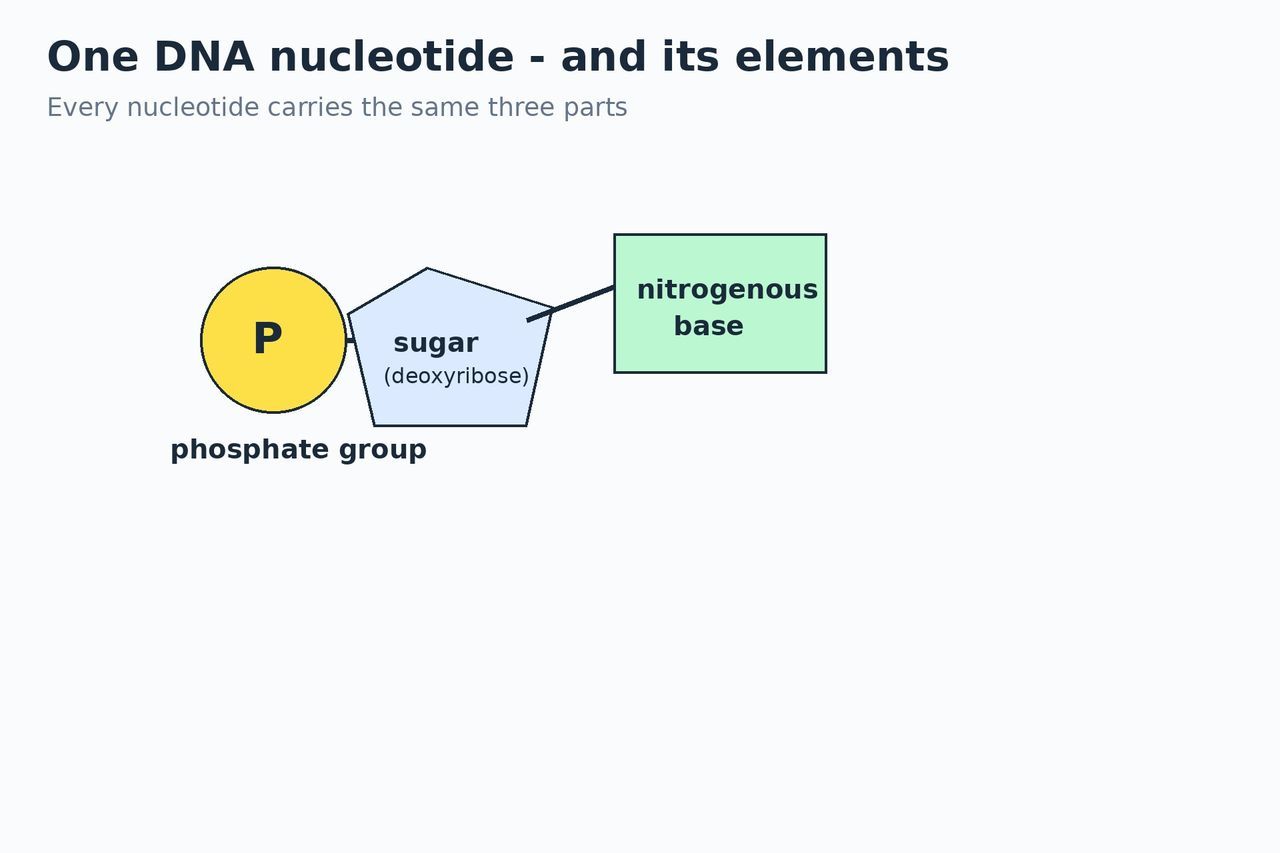 One DNA nucleotide - and its elements
Every nucleotide carries the same three parts
P
sugar
(deoxyribose)
nitrogenous
base
phosphate group